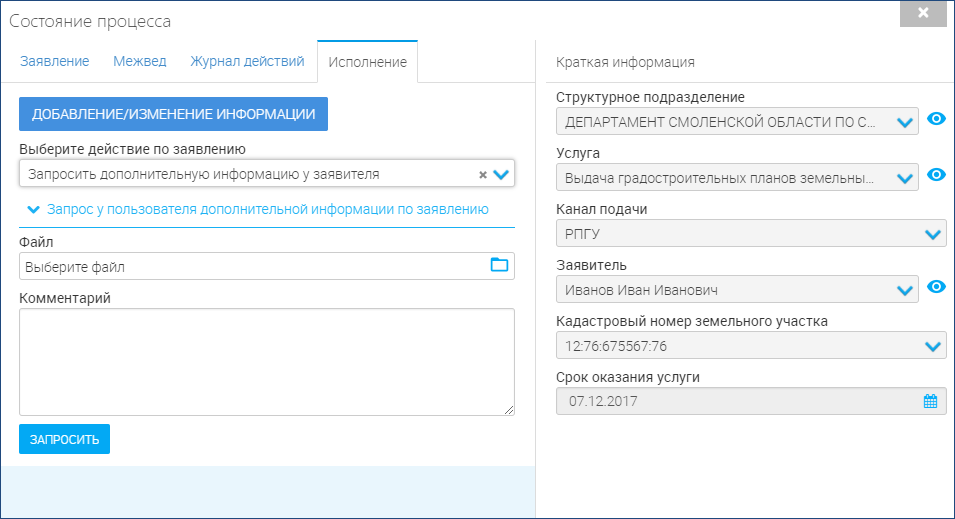 Состояние процесса
Заявление Межвед Журнал действий Исполнение
ДОБАВЛЕНИЕ/ИЗМЕНЕНИЕ ИНФОРМАЦИИ
Выберите действие по заявлению
Запросить дополнительную информацию у заявителя
Запрос у пользователя дополнительной информации по заявлению
Файл
Выберите файл
Комментарий
ЗАПРОСИТЬ
Краткая информация
Структурное подразделение
ДЕПАРТАМЕНТ СМОЛЕНСКОЙ ОБЛАСТИ ПО С...
Услуга
Выдача градостроительных планов земельны...
Канал подачи
РПГУ
Заявитель
Иванов Иван Иванович
Кадастровый номер земельного участка
12:76:675567:76
Срок оказания услуги
07.12.2017